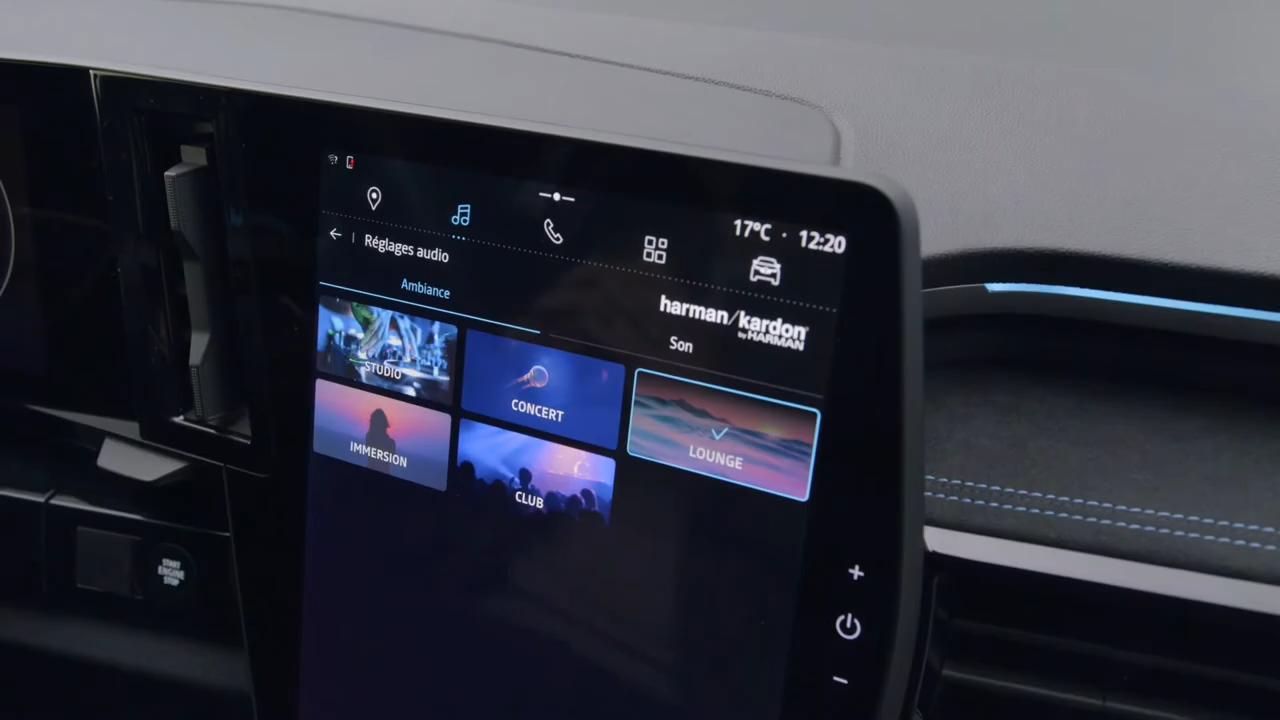 17°C · 12:20
Réglages audio
harman/kardon
by HARMAN
Ambiance
Son
STUDIO
CONCERT
LOUNGE
IMMERSION
CLUB
START
ENGINE
STOP